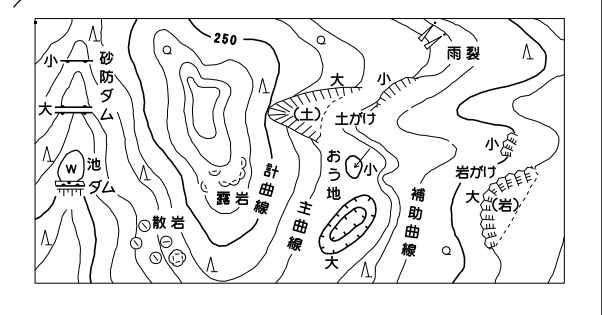 250
小
砂防ダム
大
W
池
ダム
散岩
露岩
計曲線
主曲線
大
小
(土)
土がけ
おう地
小
大
補助曲線
雨裂
小
岩がけ
大
(岩)